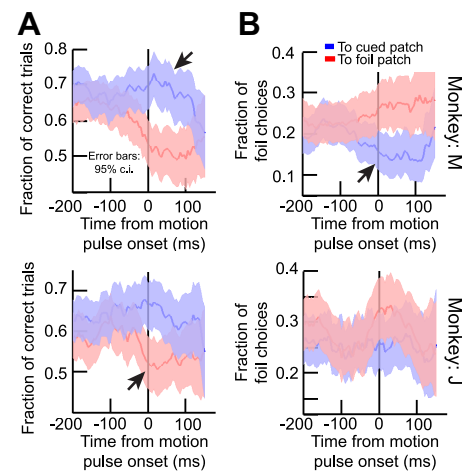 A
B
0.8
0.7
0.6
0.5
Fraction of correct trials
Error bars:
95% c.i.
-200
-100
0
100
Time from motion
pulse onset (ms)
0.4
0.3
0.2
0.1
Fraction of
foil choices
To cued patch
To foil patch
-200
-100
0
100
Time from motion
pulse onset (ms)
Monkey: M
0.7
0.6
0.5
Fraction of correct trials
-200
-100
0
100
Time from motion
pulse onset (ms)
0.4
0.3
0.2
Fraction of
foil choices
-200
-100
0
100
Time from motion
pulse onset (ms)
Monkey: J